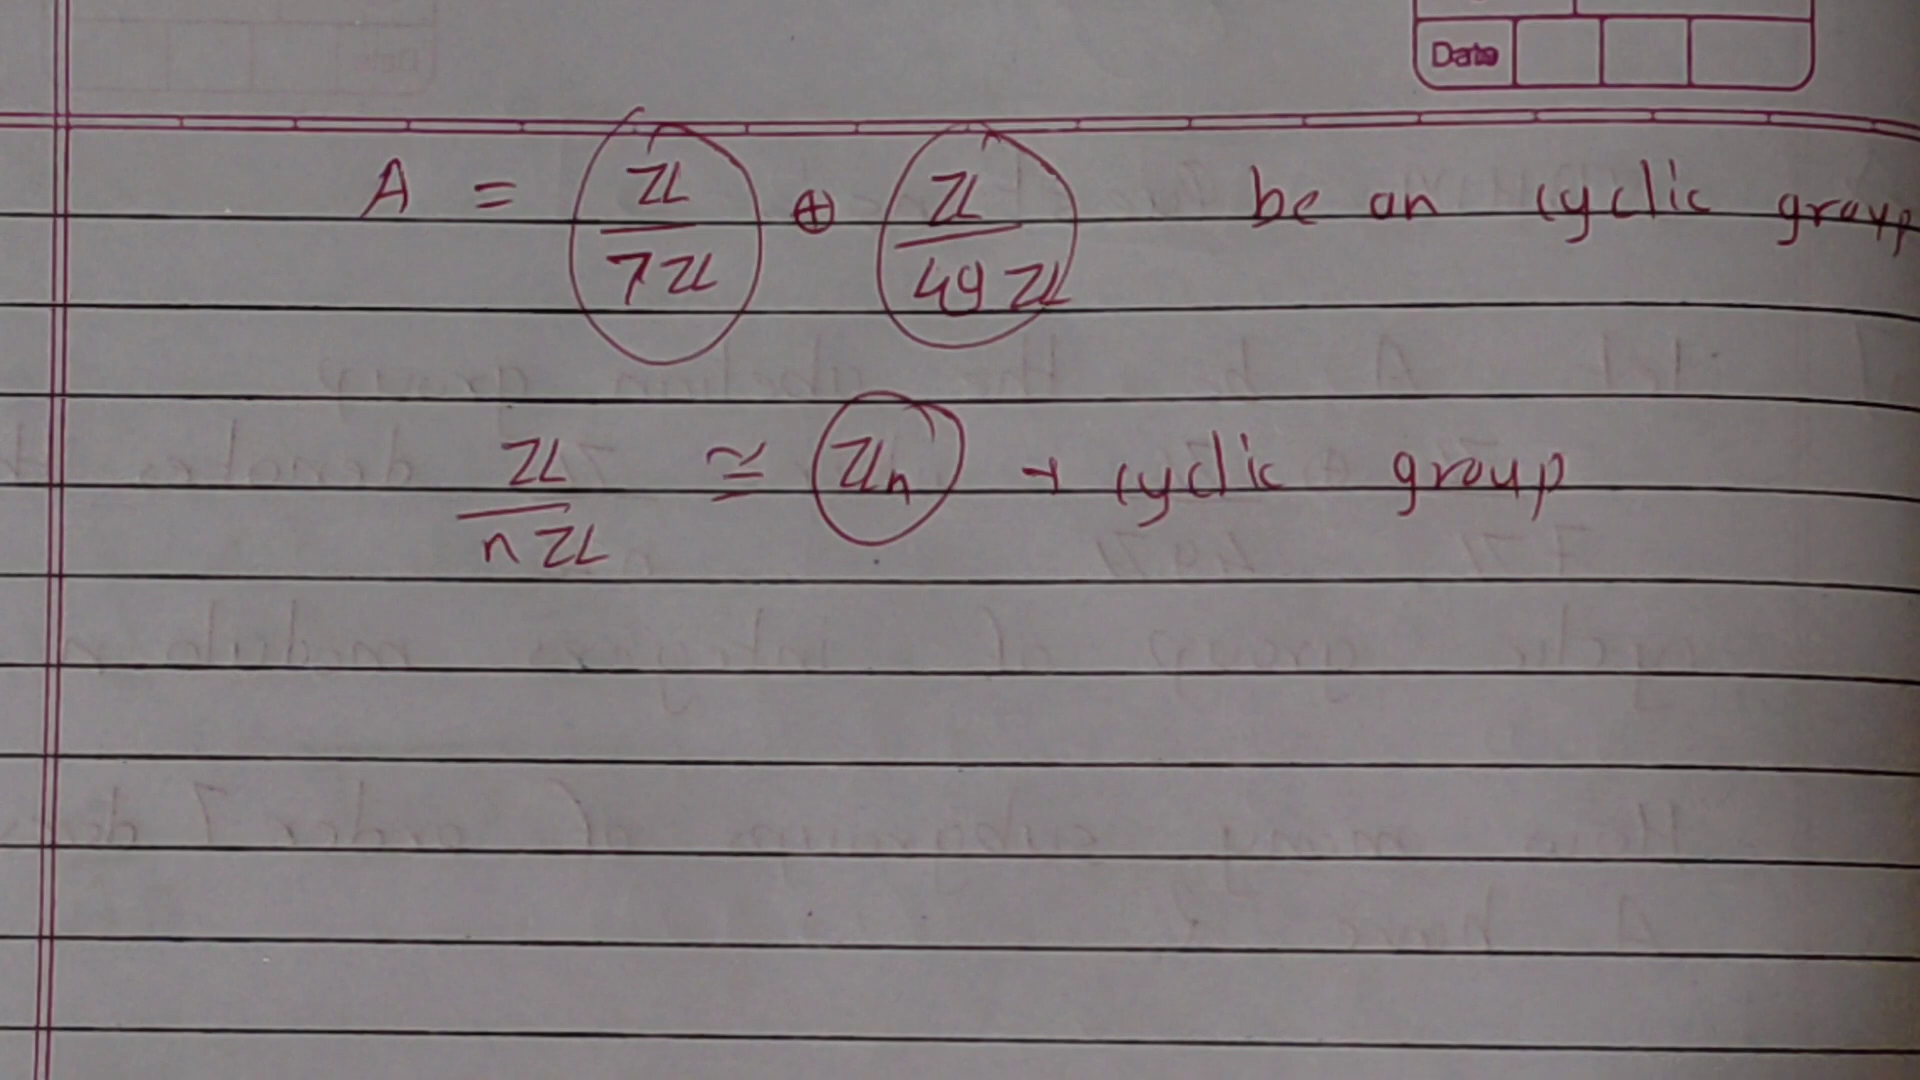 Date
A = ℤ/7ℤ ⊕ ℤ/49ℤ be an cyclic group
ℤ/nℤ ≅ ℤn → cyclic group